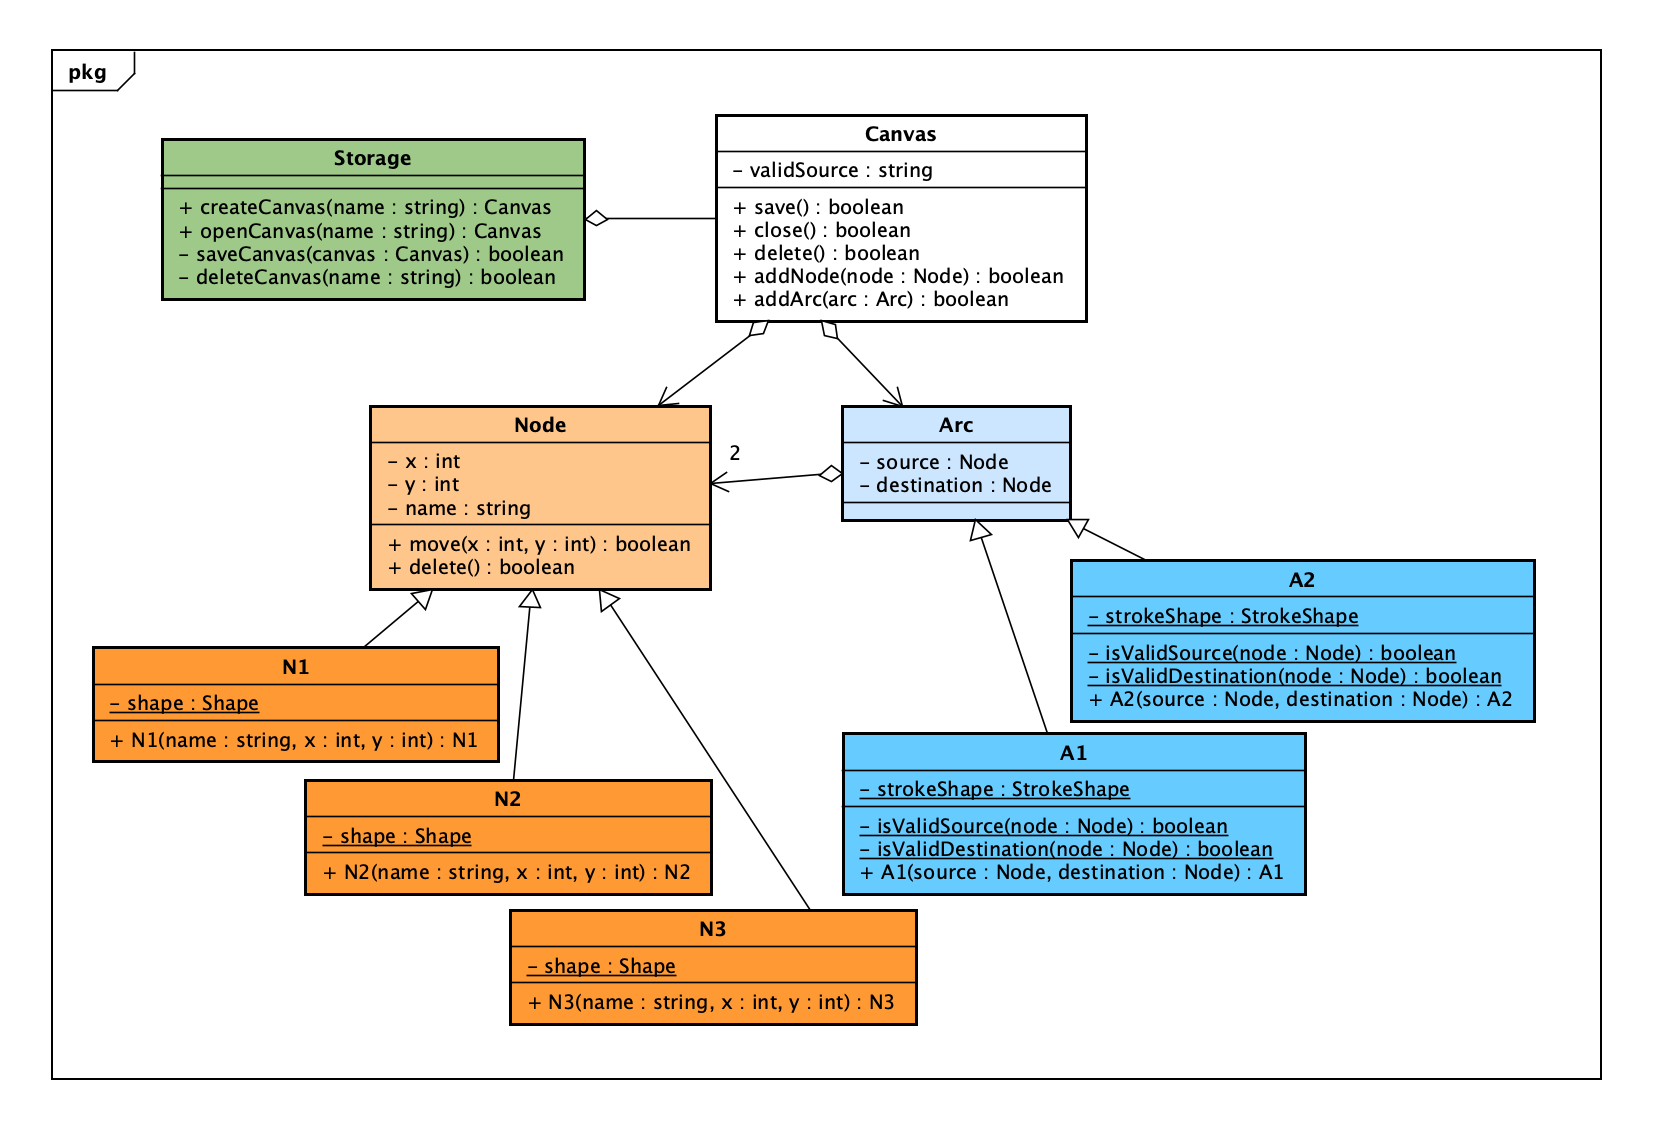 pkg
Storage
+ createCanvas(name : string) : Canvas
+ openCanvas(name : string) : Canvas
- saveCanvas(canvas : Canvas) : boolean
- deleteCanvas(name : string) : boolean
Canvas
- validSource : string
+ save() : boolean
+ close() : boolean
+ delete() : boolean
+ addNode(node : Node) : boolean
+ addArc(arc : Arc) : boolean
Node
- x : int
- y : int
- name : string
+ move(x : int, y : int) : boolean
+ delete() : boolean
2
Arc
- source : Node
- destination : Node
A2
- strokeShape : StrokeShape
- isValidSource(node : Node) : boolean
- isValidDestination(node : Node) : boolean
+ A2(source : Node, destination : Node) : A2
N1
- shape : Shape
+ N1(name : string, x : int, y : int) : N1
A1
- strokeShape : StrokeShape
- isValidSource(node : Node) : boolean
- isValidDestination(node : Node) : boolean
+ A1(source : Node, destination : Node) : A1
N2
- shape : Shape
+ N2(name : string, x : int, y : int) : N2
N3
- shape : Shape
+ N3(name : string, x : int, y : int) : N3